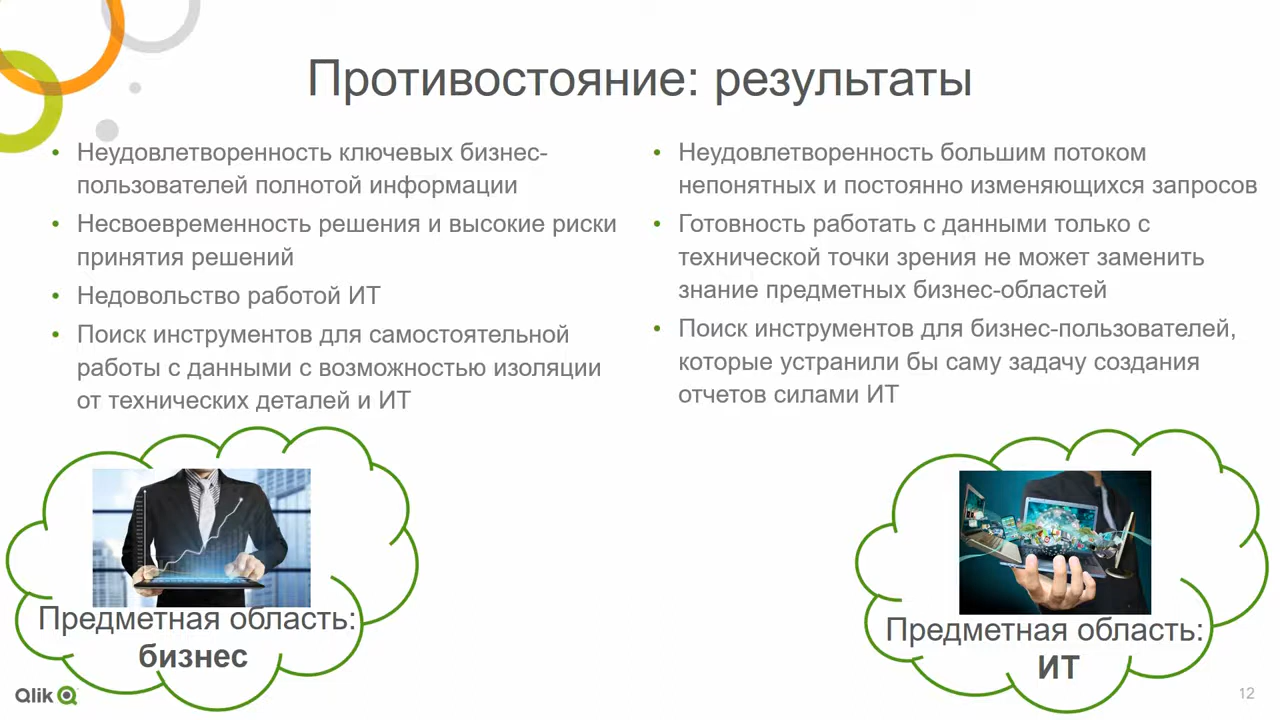 Противостояние: результаты
• Неудовлетворенность ключевых бизнес-
пользователей полнотой информации
• Несвоевременность решения и высокие риски
принятия решений
• Недовольство работой ИТ
• Поиск инструментов для самостоятельной
работы с данными с возможностью изоляции
от технических деталей и ИТ
• Неудовлетворенность большим потоком
непонятных и постоянно изменяющихся запросов
• Готовность работать с данными только с
технической точки зрения не может заменить
знание предметных бизнес-областей
• Поиск инструментов для бизнес-пользователей,
которые устранили бы саму задачу создания
отчетов силами ИТ
Предметная область:
бизнес
Предметная область:
ИТ
Qlik
12